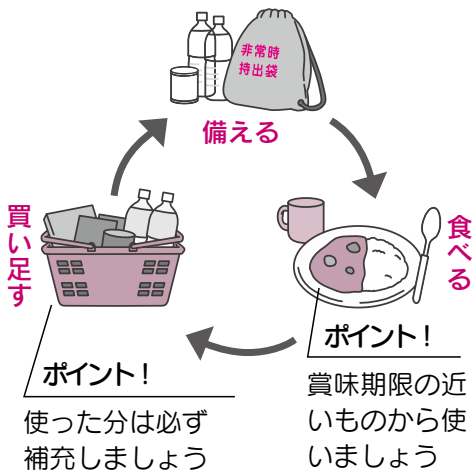 非常時
持出袋
備える
食べる
ポイント！
賞味期限の近
いものから使
いましょう
買い足す
ポイント！
使った分は必ず
補充しましょう